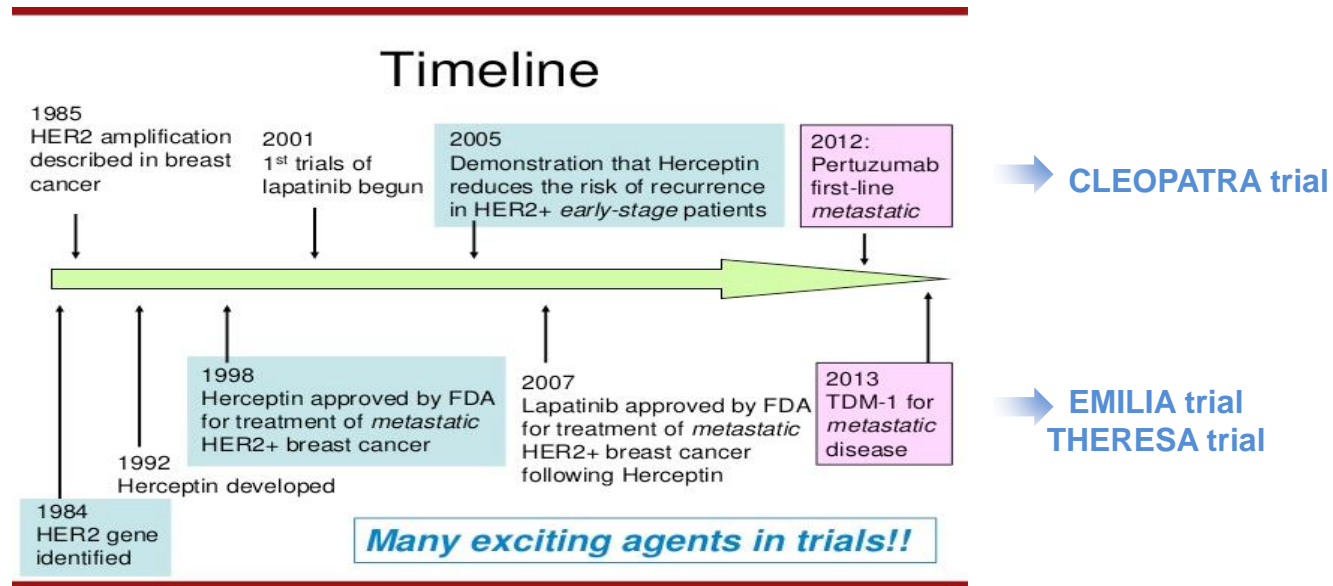 Timeline
1985
HER2 amplification
described in breast
cancer
2001
1st trials of
lapatinib begun
2005
Demonstration that Herceptin
reduces the risk of recurrence
in HER2+ early-stage patients
2012:
Pertuzumab
first-line
metastatic
CLEOPATRA trial
1984
HER2 gene
identified
1992
Herceptin developed
1998
Herceptin approved by FDA
for treatment of metastatic
HER2+ breast cancer
2007
Lapatinib approved by FDA
for treatment of metastatic
HER2+ breast cancer
following Herceptin
2013
TDM-1 for
metastatic
disease
EMILIA trial
THERESA trial
Many exciting agents in trials!!